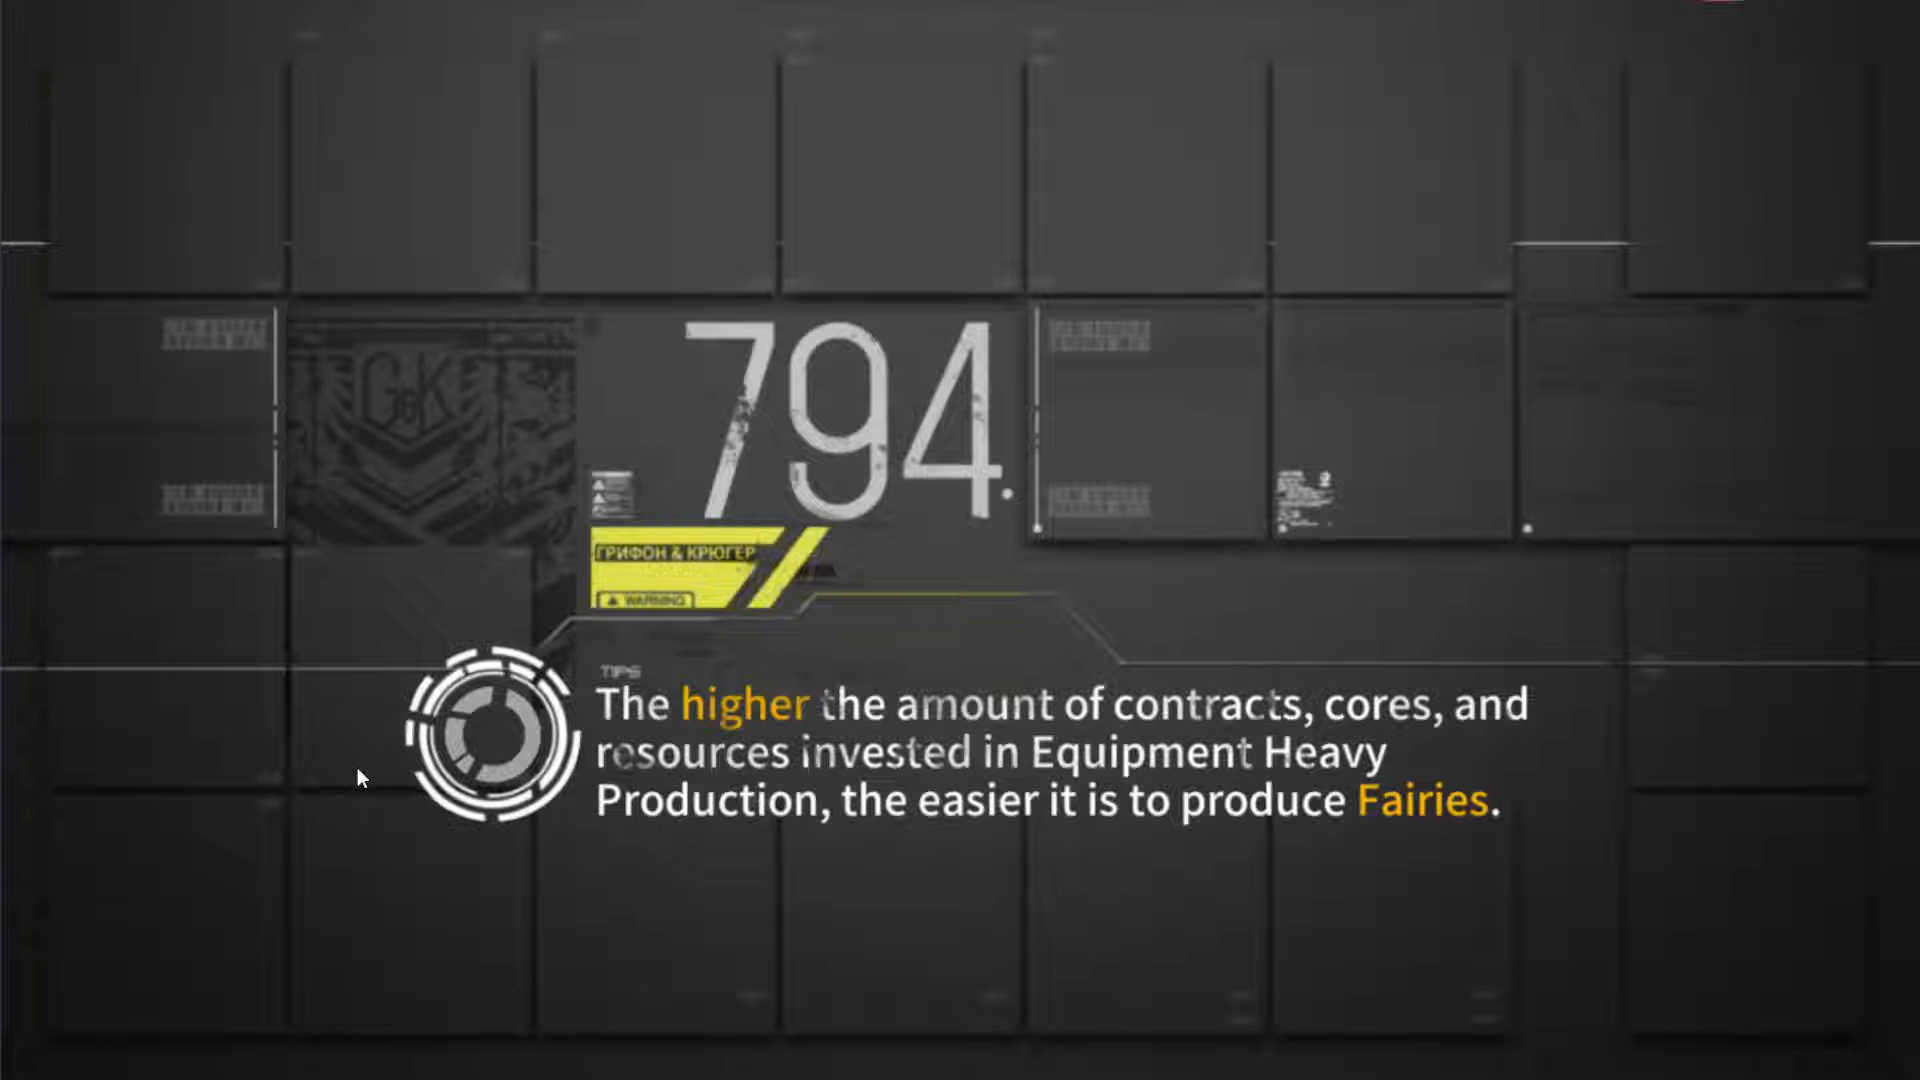 G&K
794.
ГРИФОН & КРЮГЕР
WARNING
TIPS
The higher the amount of contracts, cores, and
resources invested in Equipment Heavy
Production, the easier it is to produce Fairies.